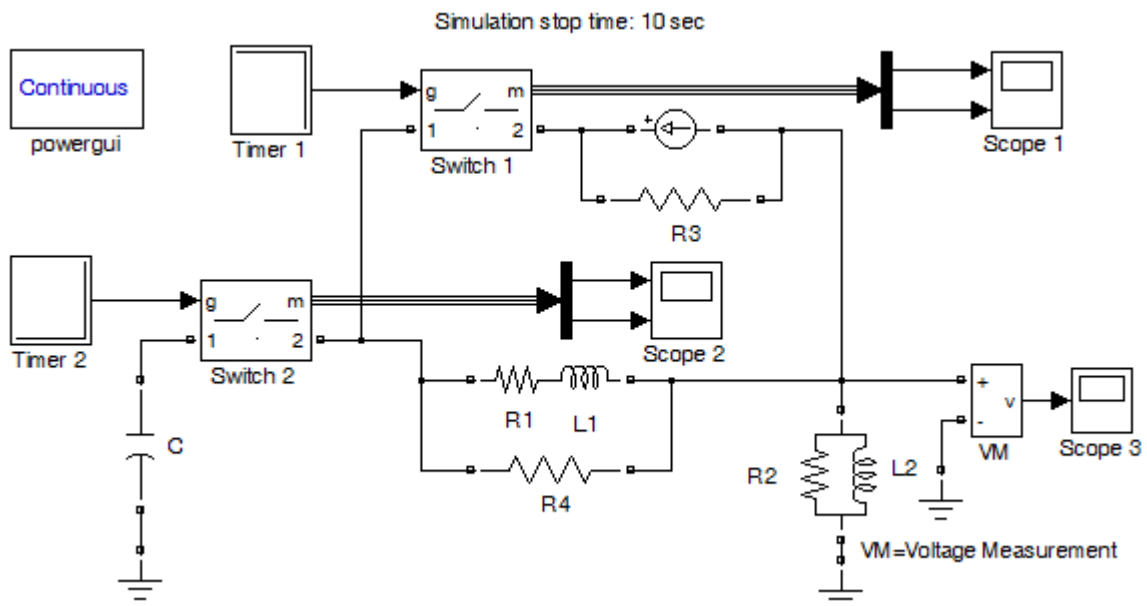 Simulation stop time: 10 sec
Continuous
powergui
Timer 1
g m
1 2
Switch 1
+
Scope 1
R3
Timer 2
g m
1 2
Switch 2
Scope 2
R1 L1
R4
C
R2 L2
+
-
v
VM
Scope 3
VM=Voltage Measurement